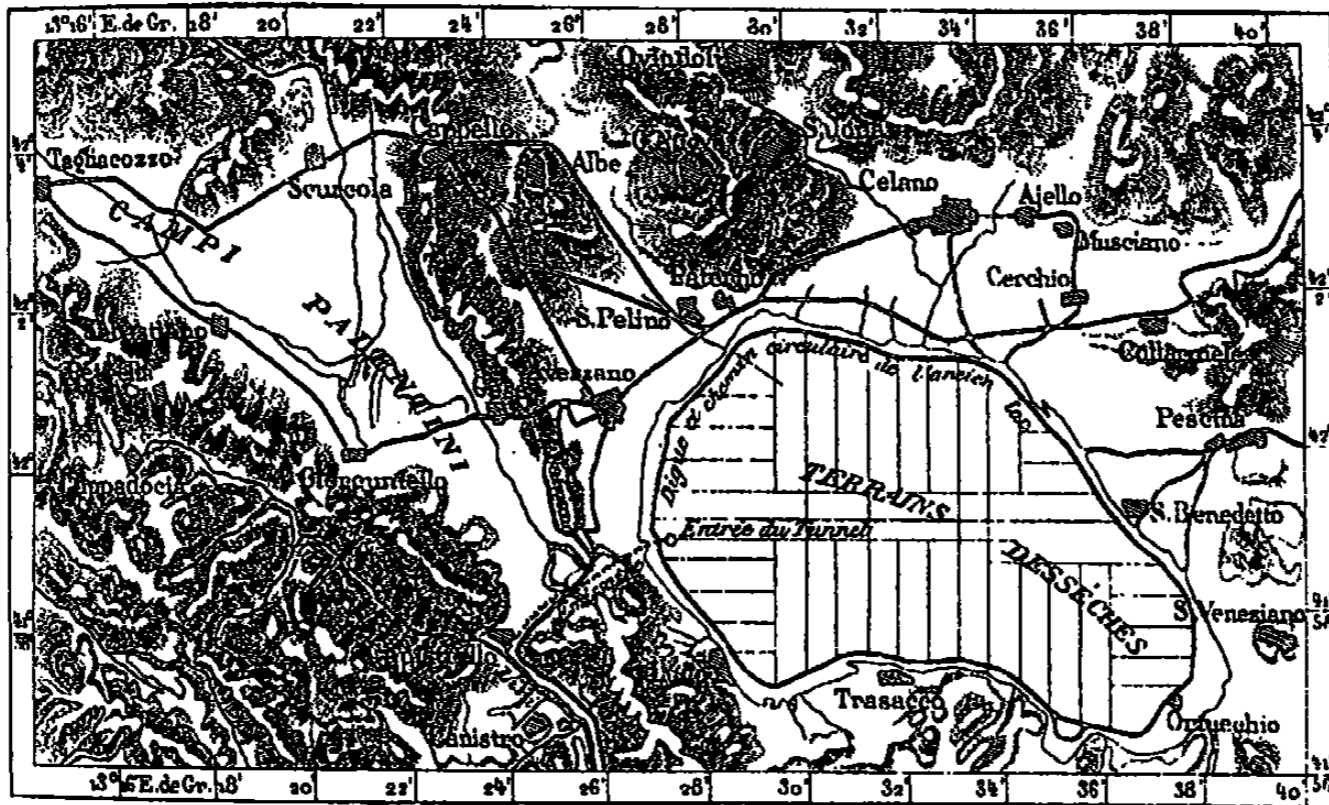 13°16' E. de Gr. 18' 20' 22' 24' 26' 28' 30' 32' 34' 36' 38' 40'
Tagliacozzo
Scurcola
Cappelle
Albe
Ovindoli
S. Jona
Celano
Ajello
Musciano
Cerchio
Collarmele
CAMPI
PALENTINI
S. Pelino
Avezzano
Digue & chemin circulaire de l'ancien lac
Pescina
TERRAINS
DESSÉCHES
Entrée du Tunnel
S. Benedetto
S. Veneziano
Cappadocia
Trasacco
Ortucchio
Canistro
13° 16 E. de Gr. 18' 20 22' 24' 26' 28' 30 32' 34' 36 38 40